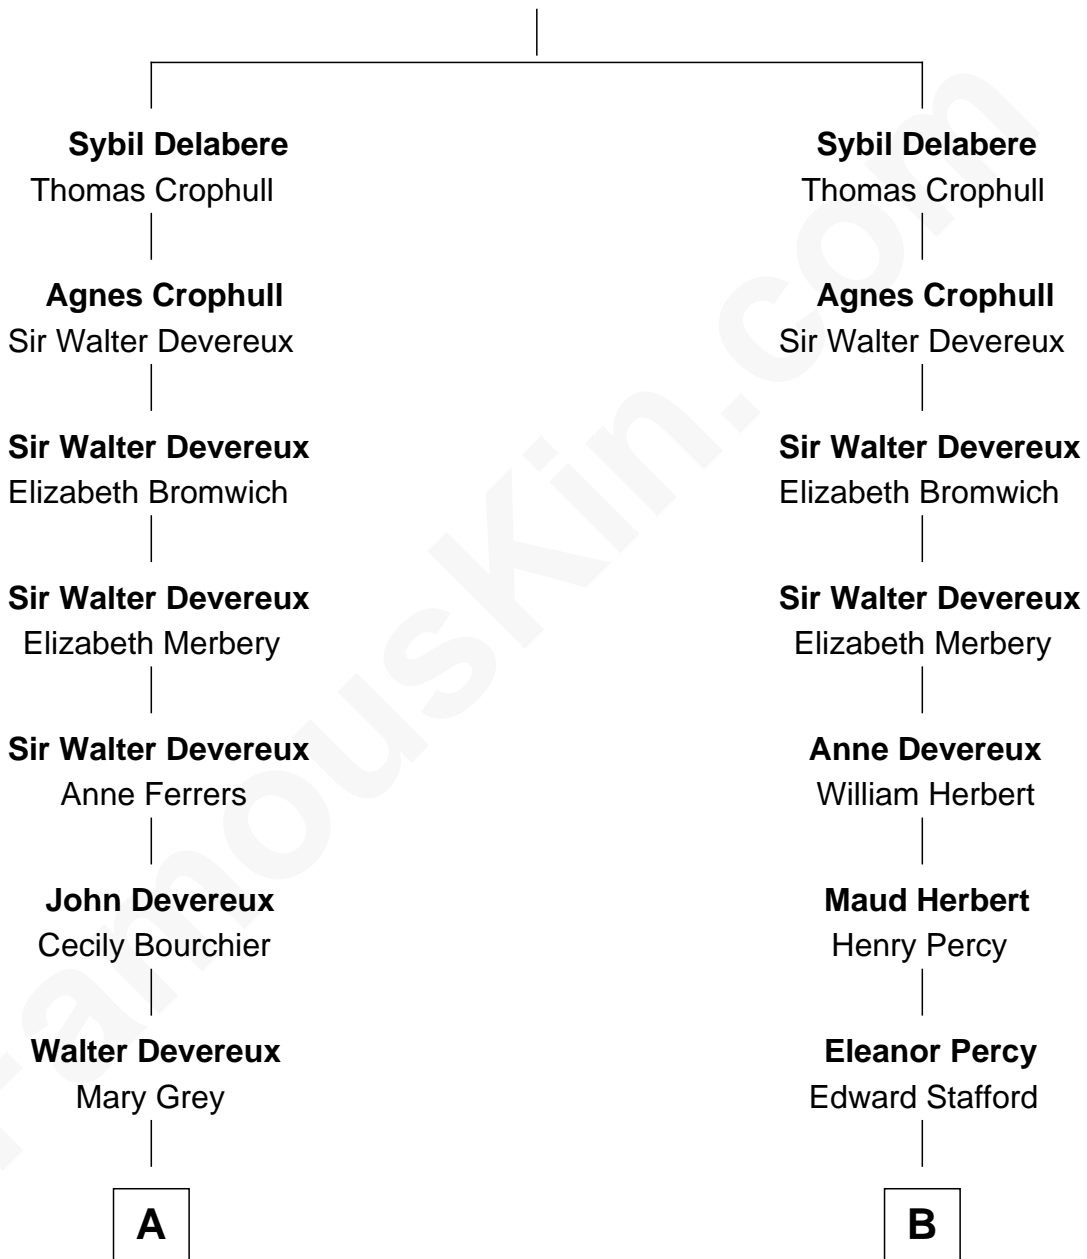 Sybil Delabere
Thomas Crophull
Agnes Crophull
Sir Walter Devereux
Sir Walter Devereux
Elizabeth Bromwich
Sir Walter Devereux
Elizabeth Merbery
Sir Walter Devereux
Anne Ferrers
John Devereux
Cecily Bourchier
Walter Devereux
Mary Grey
A
Sybil Delabere
Thomas Crophull
Agnes Crophull
Sir Walter Devereux
Sir Walter Devereux
Elizabeth Bromwich
Sir Walter Devereux
Elizabeth Merbery
Anne Devereux
William Herbert
Maud Herbert
Henry Percy
Eleanor Percy
Edward Stafford
B
FamousKin.com